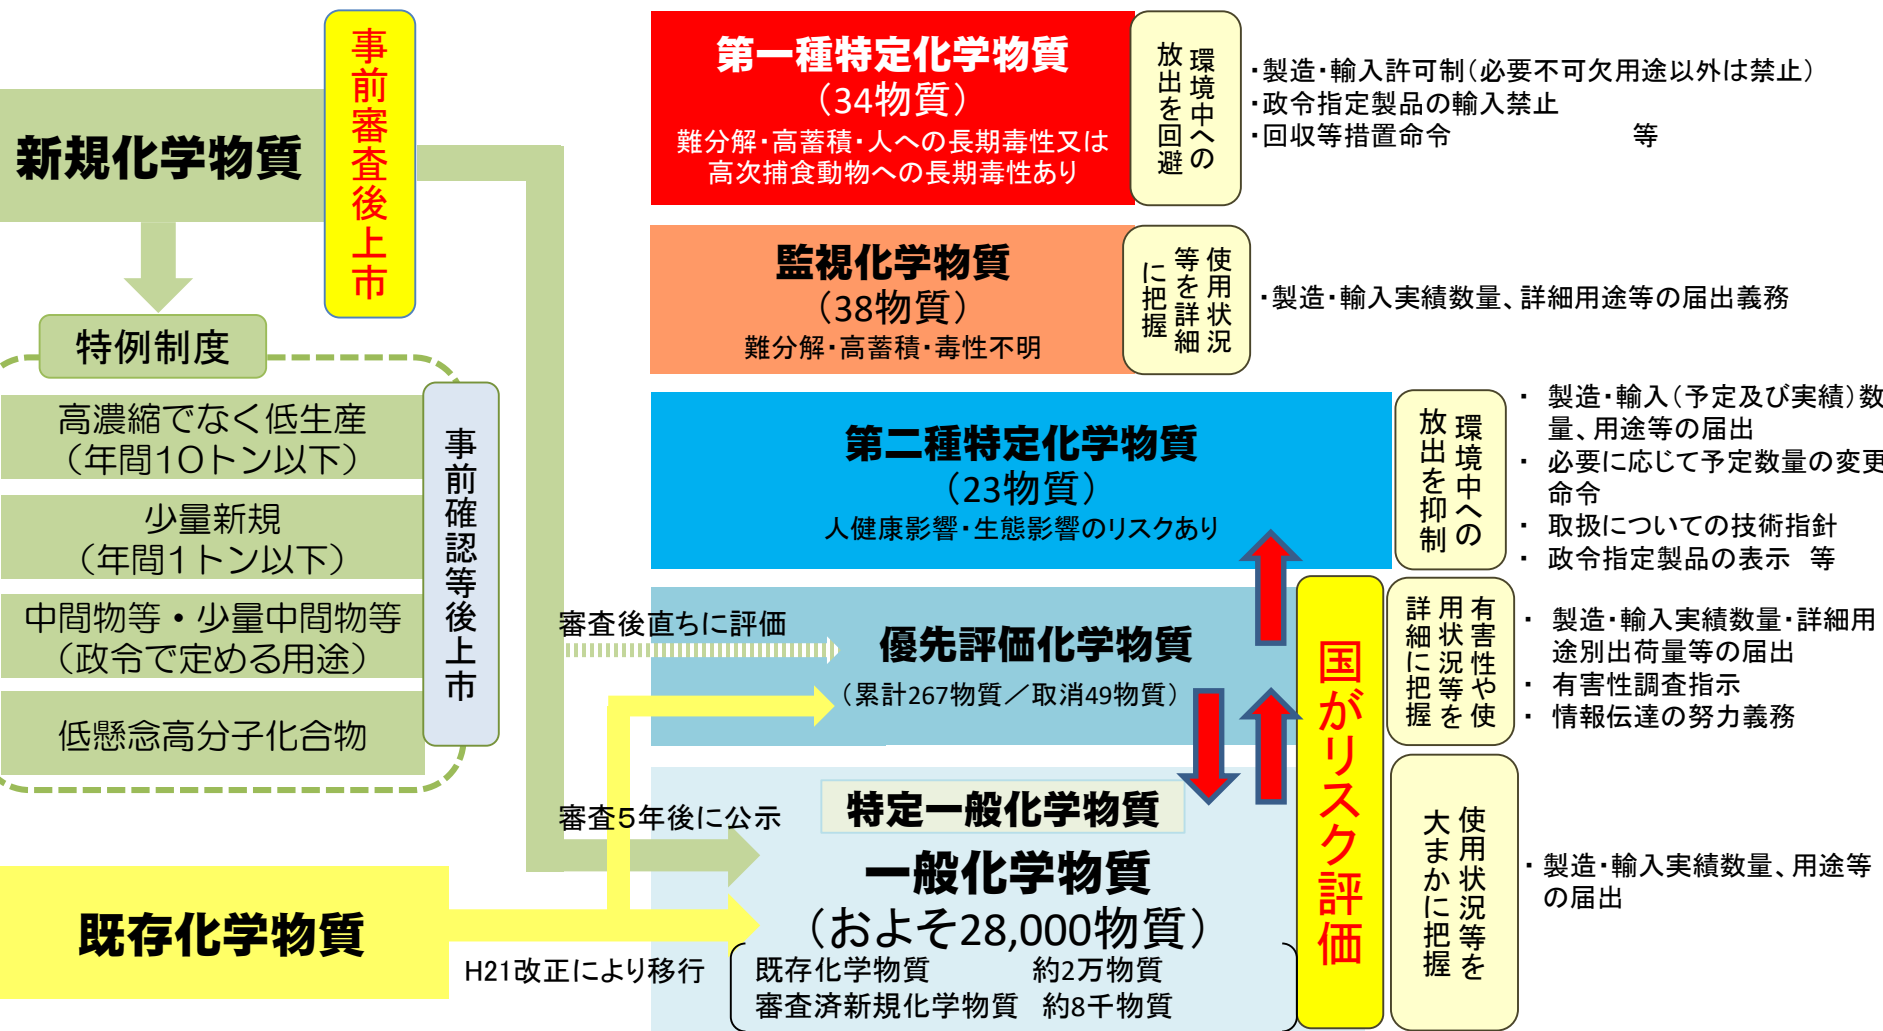 新規化学物質
事前審査後上市
特例制度
高濃縮でなく低生産
（年間10トン以下）
少量新規
（年間1トン以下）
中間物等・少量中間物等
（政令で定める用途）
低懸念高分子化合物
事前確認等後上市
既存化学物質
審査後直ちに評価
審査5年後に公示
H21改正により移行
第一種特定化学物質
（34物質）
難分解・高蓄積・人への長期毒性又は
高次捕食動物への長期毒性あり
環境中への
放出を回避
・製造・輸入許可制（必要不可欠用途以外は禁止）
・政令指定製品の輸入禁止
・回収等措置命令　　　　　　　等
監視化学物質
（38物質）
難分解・高蓄積・毒性不明
使用状況
等を詳細
に把握
・製造・輸入実績数量、詳細用途等の届出義務
第二種特定化学物質
（23物質）
人健康影響・生態影響のリスクあり
環境中への
放出を抑制
・ 製造・輸入（予定及び実績）数
量、用途等の届出
・ 必要に応じて予定数量の変更
命令
・ 取扱についての技術指針
・ 政令指定製品の表示　等
優先評価化学物質
（累計267物質／取消49物質）
有害性や使
用状況等を
詳細に把握
・ 製造・輸入実績数量・詳細用
途別出荷量等の届出
・ 有害性調査指示
・ 情報伝達の努力義務
国がリスク評価
特定一般化学物質
一般化学物質
（およそ28,000物質）
既存化学物質　　　　約2万物質
審査済新規化学物質　約8千物質
使用状況等を
大まかに把握
・ 製造・輸入実績数量、用途等
の届出